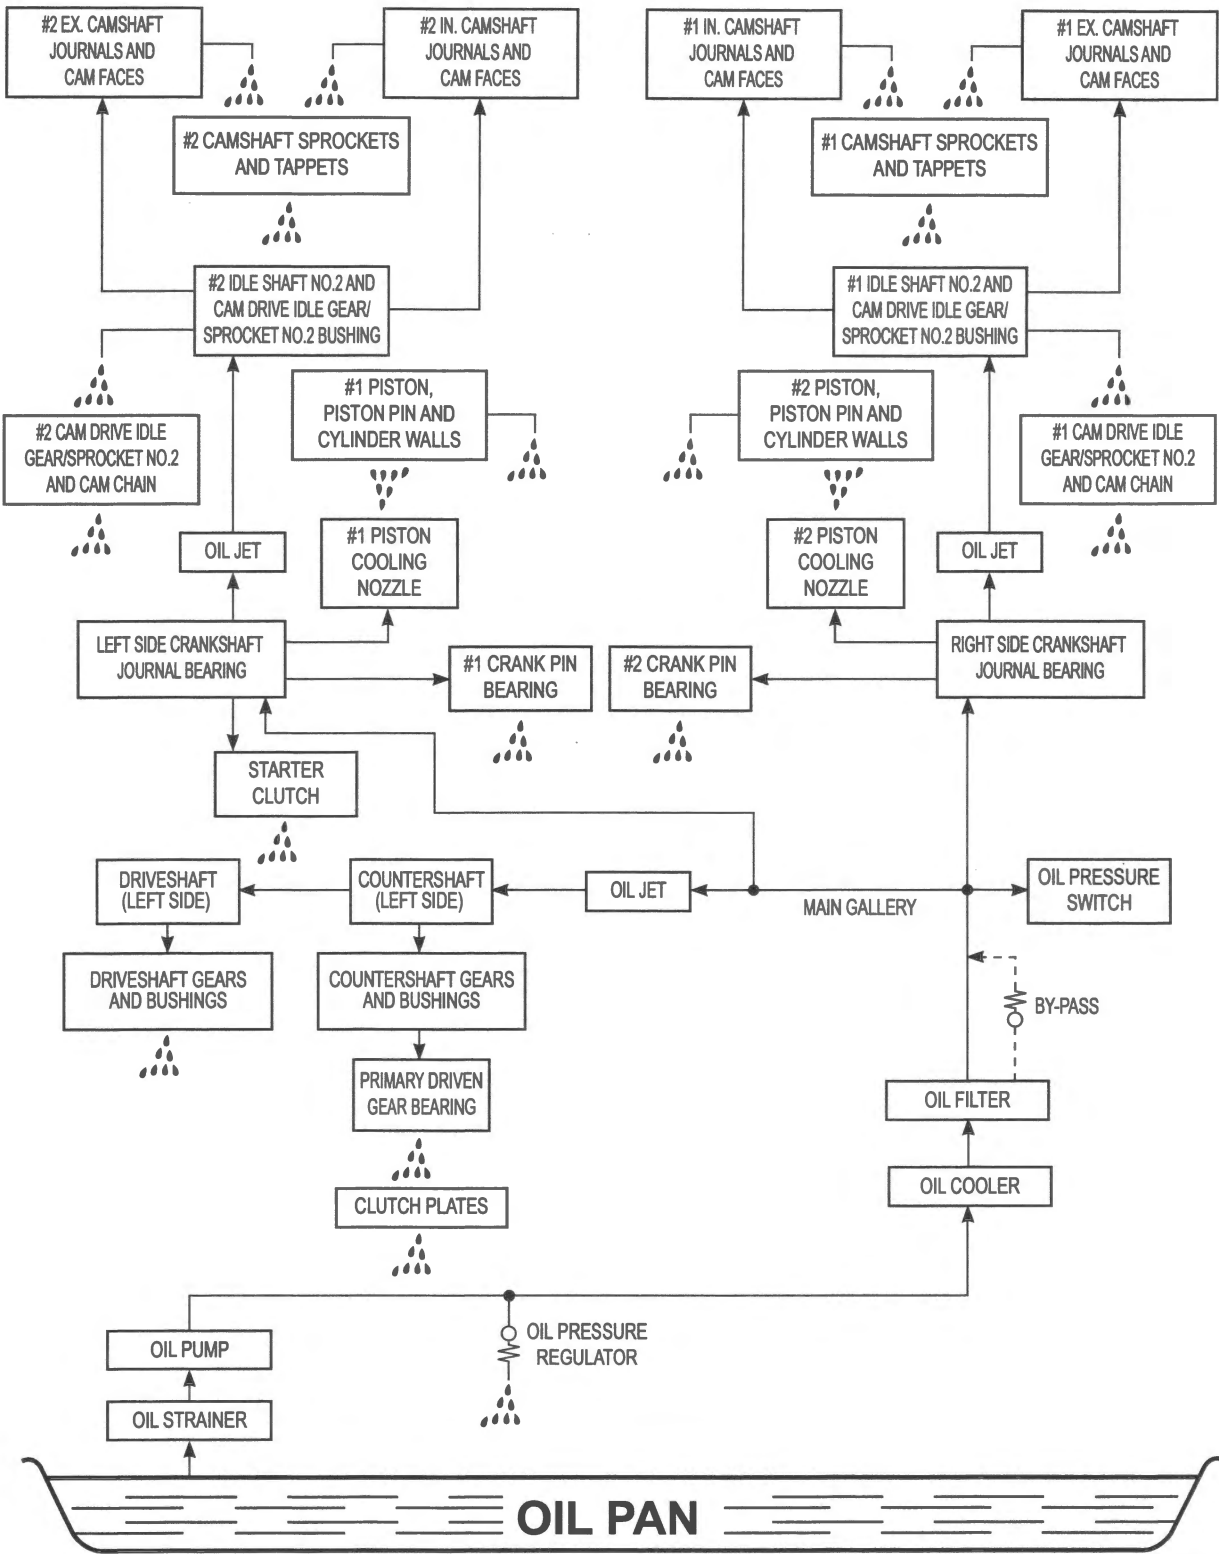 #2 EX. CAMSHAFT
JOURNALS AND
CAM FACES
#2 IN. CAMSHAFT
JOURNALS AND
CAM FACES
#1 IN. CAMSHAFT
JOURNALS AND
CAM FACES
#1 EX. CAMSHAFT
JOURNALS AND
CAM FACES
#2 CAMSHAFT SPROCKETS
AND TAPPETS
#1 CAMSHAFT SPROCKETS
AND TAPPETS
#2 IDLE SHAFT NO.2 AND
CAM DRIVE IDLE GEAR/
SPROCKET NO.2 BUSHING
#1 IDLE SHAFT NO.2 AND
CAM DRIVE IDLE GEAR/
SPROCKET NO.2 BUSHING
#1 PISTON,
PISTON PIN AND
CYLINDER WALLS
#2 PISTON,
PISTON PIN AND
CYLINDER WALLS
#2 CAM DRIVE IDLE
GEAR/SPROCKET NO.2
AND CAM CHAIN
#1 CAM DRIVE IDLE
GEAR/SPROCKET NO.2
AND CAM CHAIN
OIL JET
#1 PISTON
COOLING
NOZZLE
#2 PISTON
COOLING
NOZZLE
OIL JET
LEFT SIDE CRANKSHAFT
JOURNAL BEARING
#1 CRANK PIN
BEARING
#2 CRANK PIN
BEARING
RIGHT SIDE CRANKSHAFT
JOURNAL BEARING
STARTER
CLUTCH
DRIVESHAFT
(LEFT SIDE)
COUNTERSHAFT
(LEFT SIDE)
OIL JET
MAIN GALLERY
OIL PRESSURE
SWITCH
DRIVESHAFT GEARS
AND BUSHINGS
COUNTERSHAFT GEARS
AND BUSHINGS
BY-PASS
PRIMARY DRIVEN
GEAR BEARING
OIL FILTER
CLUTCH PLATES
OIL COOLER
OIL PUMP
OIL PRESSURE
REGULATOR
OIL STRAINER
OIL PAN